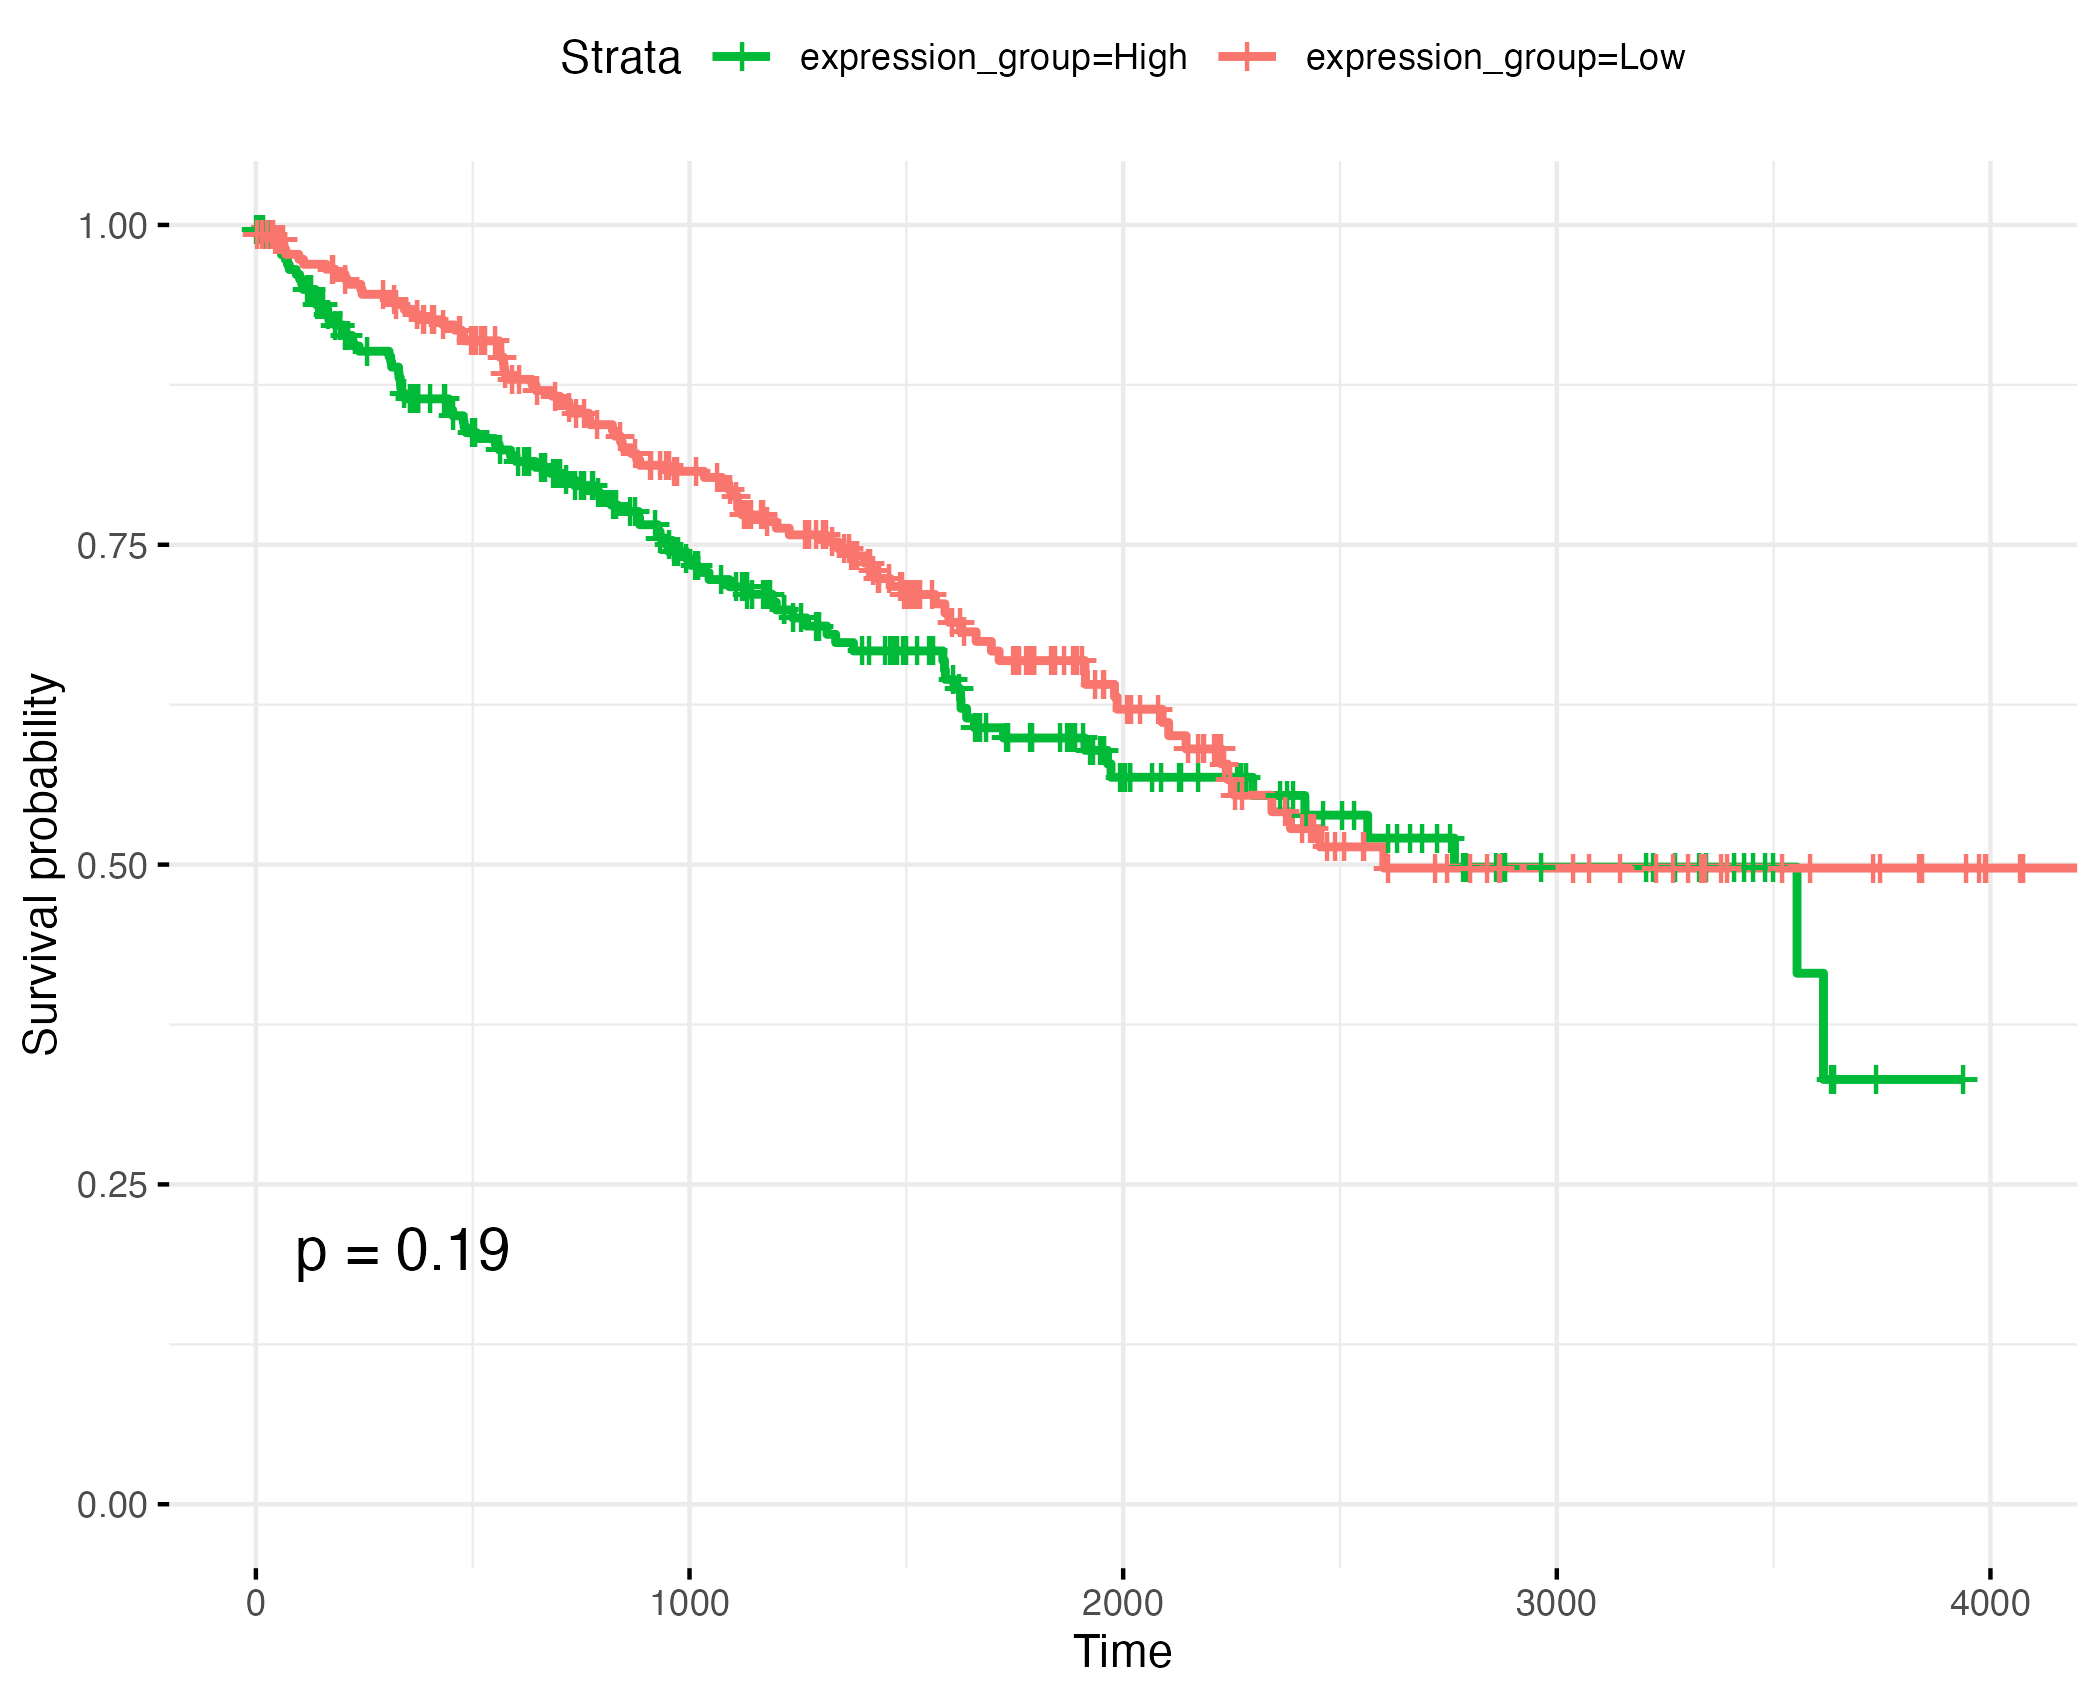 Strata expression_group=High expression_group=Low
1.00
0.75
0.50
0.25
0.00
Survival probability
p = 0.19
0 1000 2000 3000 4000
Time